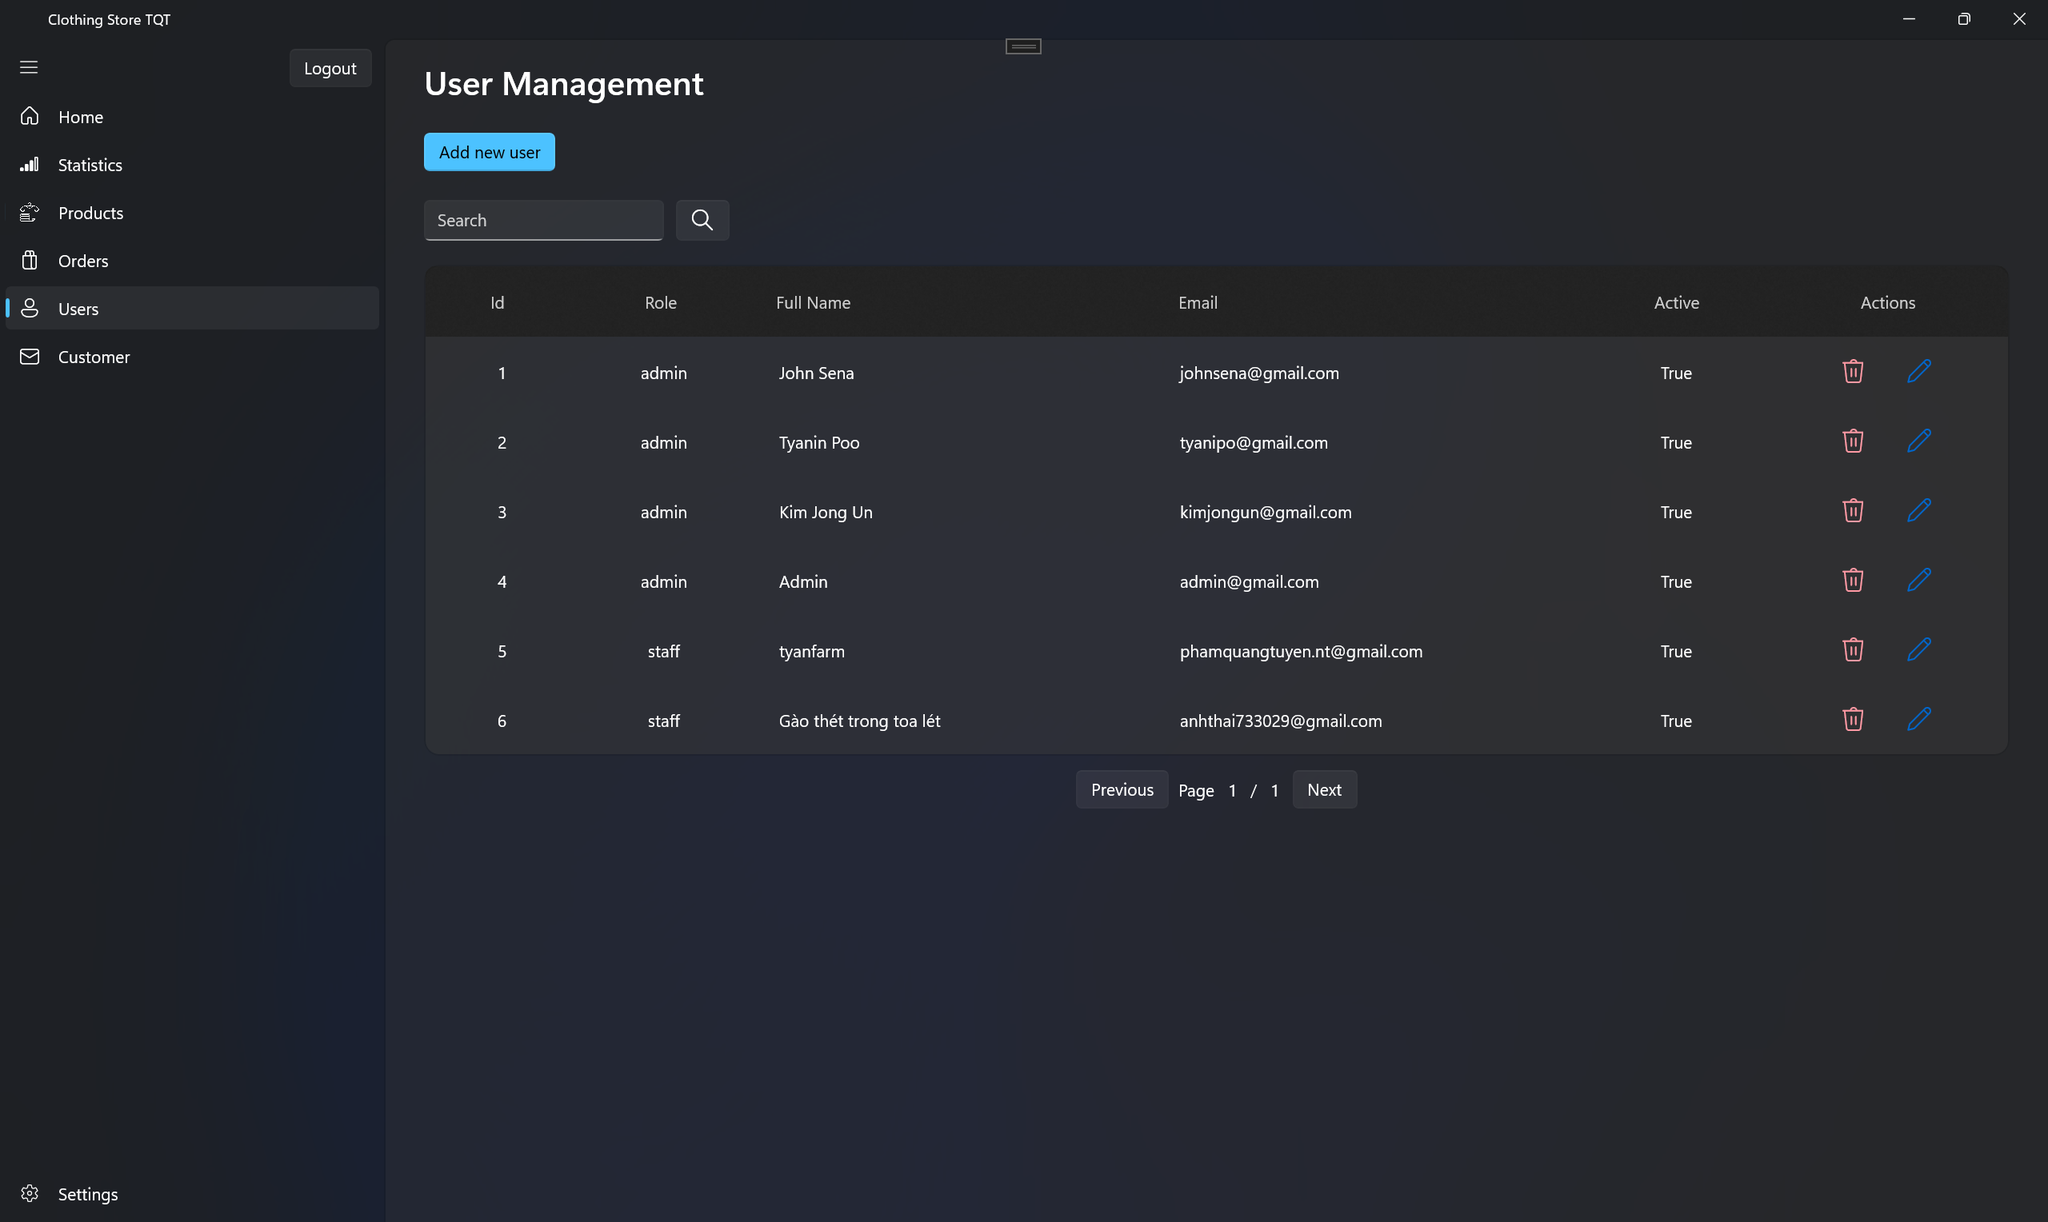 Clothing Store TQT
Logout
Home
Statistics
Products
Orders
Users
Customer
Settings
User Management
Add new user
Search
Id Role Full Name Email Active Actions
1 admin John Sena johnsena@gmail.com True
2 admin Tyanin Poo tyanipo@gmail.com True
3 admin Kim Jong Un kimjongun@gmail.com True
4 admin Admin admin@gmail.com True
5 staff tyanfarm phamquangtuyen.nt@gmail.com True
6 staff Gào thét trong toa lét anhthai733029@gmail.com True
Previous Page 1 / 1 Next